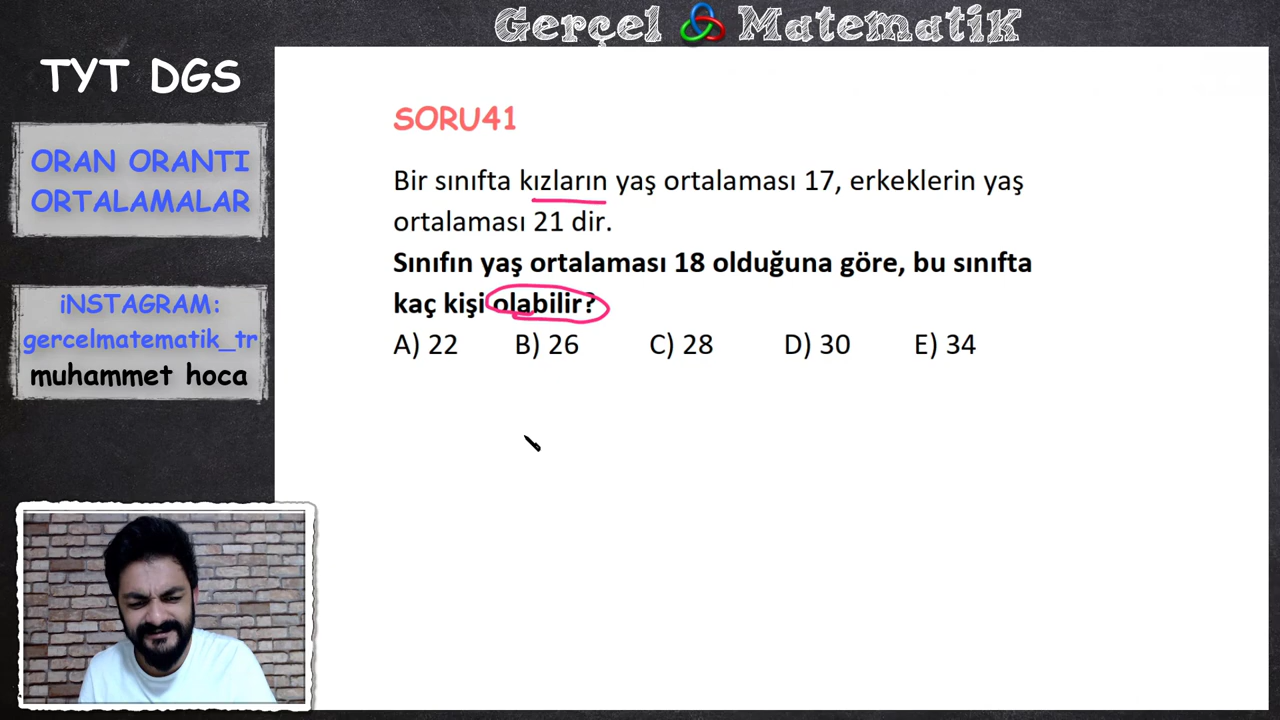 Gerçel Matematik
TYT DGS
ORAN ORANTI
ORTALAMALAR
iNSTAGRAM:
gercelmatematik_tr
muhammet hoca
SORU41
Bir sınıfta kızların yaş ortalaması 17, erkeklerin yaş
ortalaması 21 dir.
Sınıfın yaş ortalaması 18 olduğuna göre, bu sınıfta
kaç kişi olabilir?
A) 22 B) 26 C) 28 D) 30 E) 34